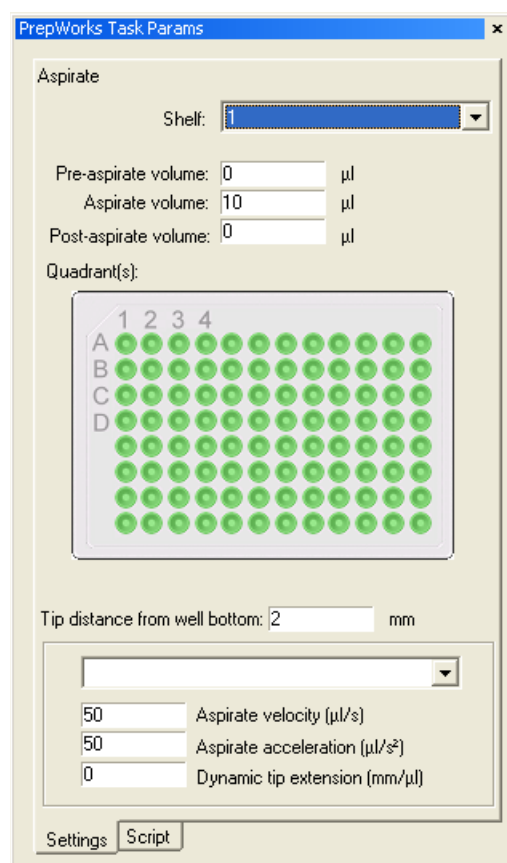 PrepWorks Task Params
Aspirate
Shelf: 1
Pre-aspirate volume: 0 µl
Aspirate volume: 10 µl
Post-aspirate volume: 0 µl
Quadrant(s):
1 2 3 4
A
B
C
D
Tip distance from well bottom: 2 mm
50 Aspirate velocity (µl/s)
50 Aspirate acceleration (µl/s²)
0 Dynamic tip extension (mm/µl)
Settings Script